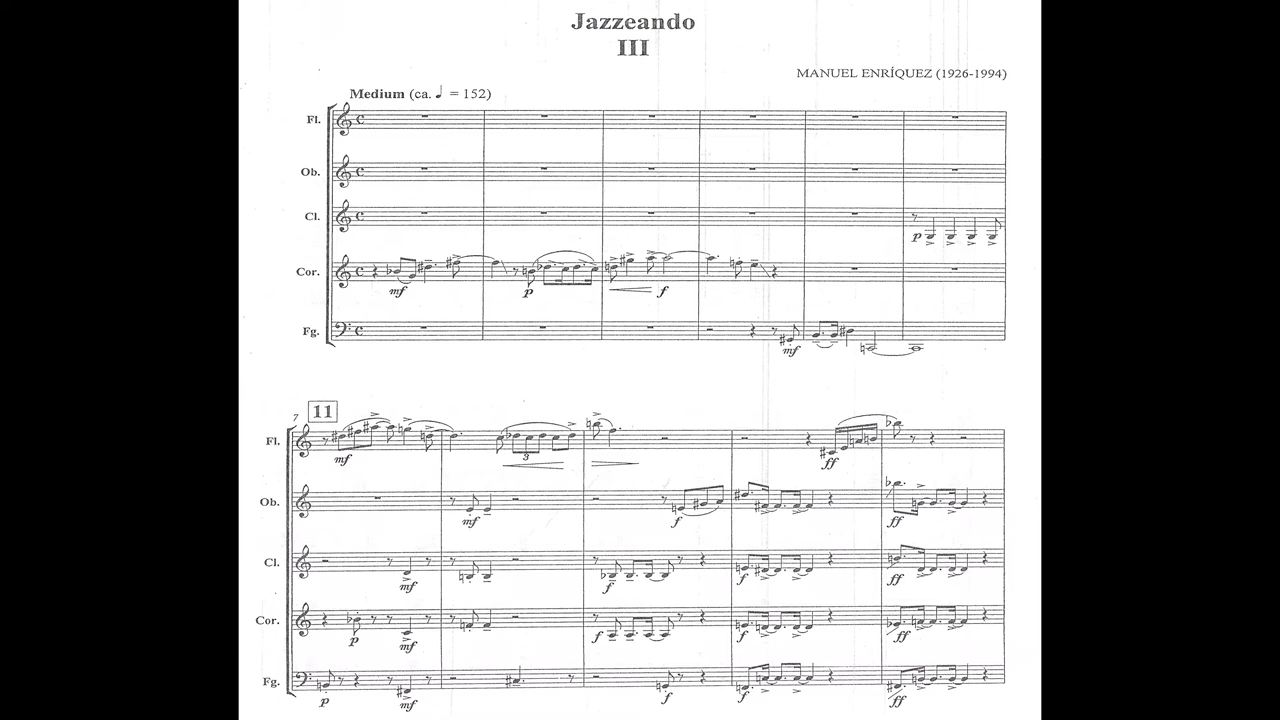 Jazzeando
III
MANUEL ENRÍQUEZ (1926-1994)
Medium (ca. ♩ = 152)
Fl.
Ob.
Cl.
p
Cor.
mf p f
Fg.
mf
7 11
Fl.
mf 3 ff
Ob.
mf f ff
Cl.
mf f f ff
Cor.
p mf f f ff
Fg.
p mf f f ff